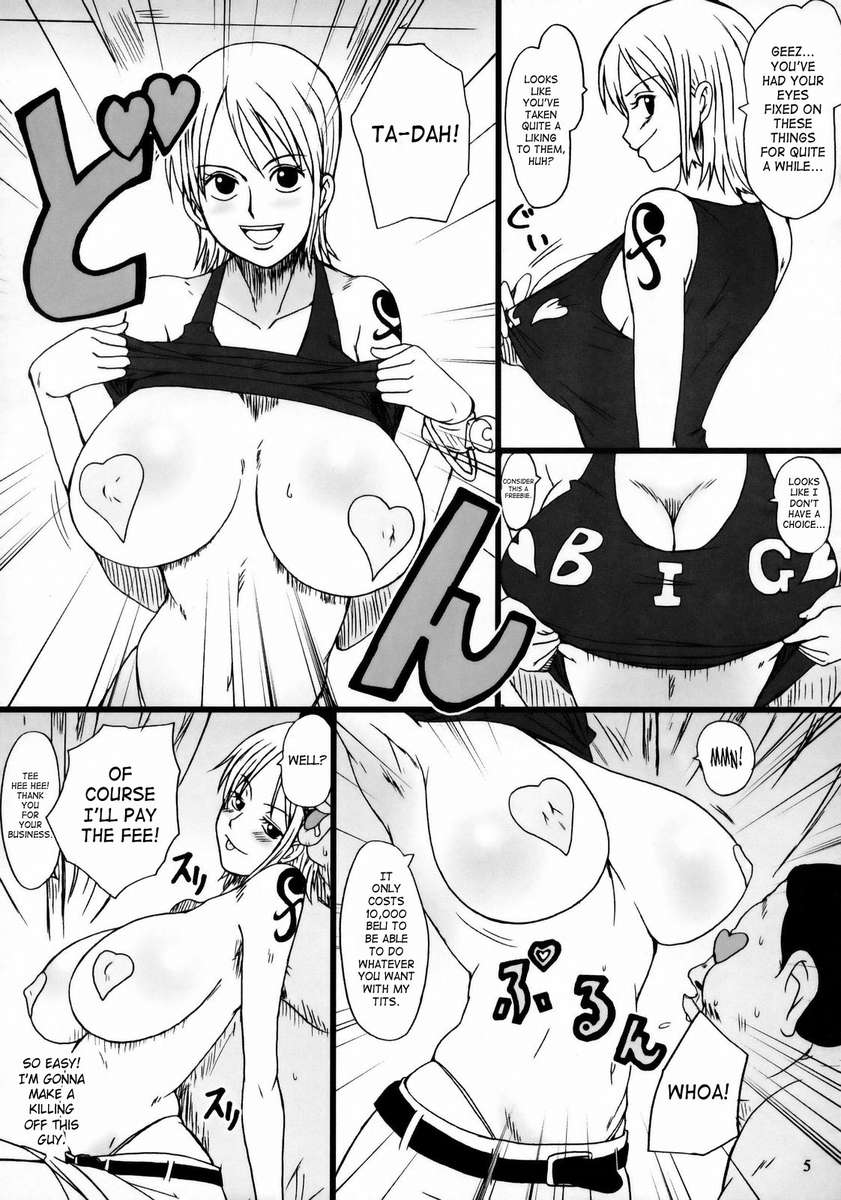 GEEZ...
YOU'VE
HAD YOUR
EYES
FIXED ON
THESE
THINGS
FOR QUITE
A WHILE...
LOOKS
LIKE
YOU'VE
TAKEN
QUITE A
LIKING
TO THEM,
HUH?
ぐいっ
LOOKS
LIKE I
DON'T
HAVE A
CHOICE...
CONSIDER
THIS A
FREEBIE.
BIG
TA-DAH!
どん
MMN!
IT
ONLY
COSTS
10,000
BELI TO
BE ABLE
TO DO
WHATEVER
YOU WANT
WITH MY
TITS.
ぷるん
WHOA!
WELL?
OF
COURSE
I'LL PAY
THE FEE!
TEE
HEE HEE!
THANK
YOU
FOR
YOUR
BUSINESS.
スリ
スリ
SO EASY!
I'M GONNA
MAKE A
KILLING
OFF THIS
GUY.
5